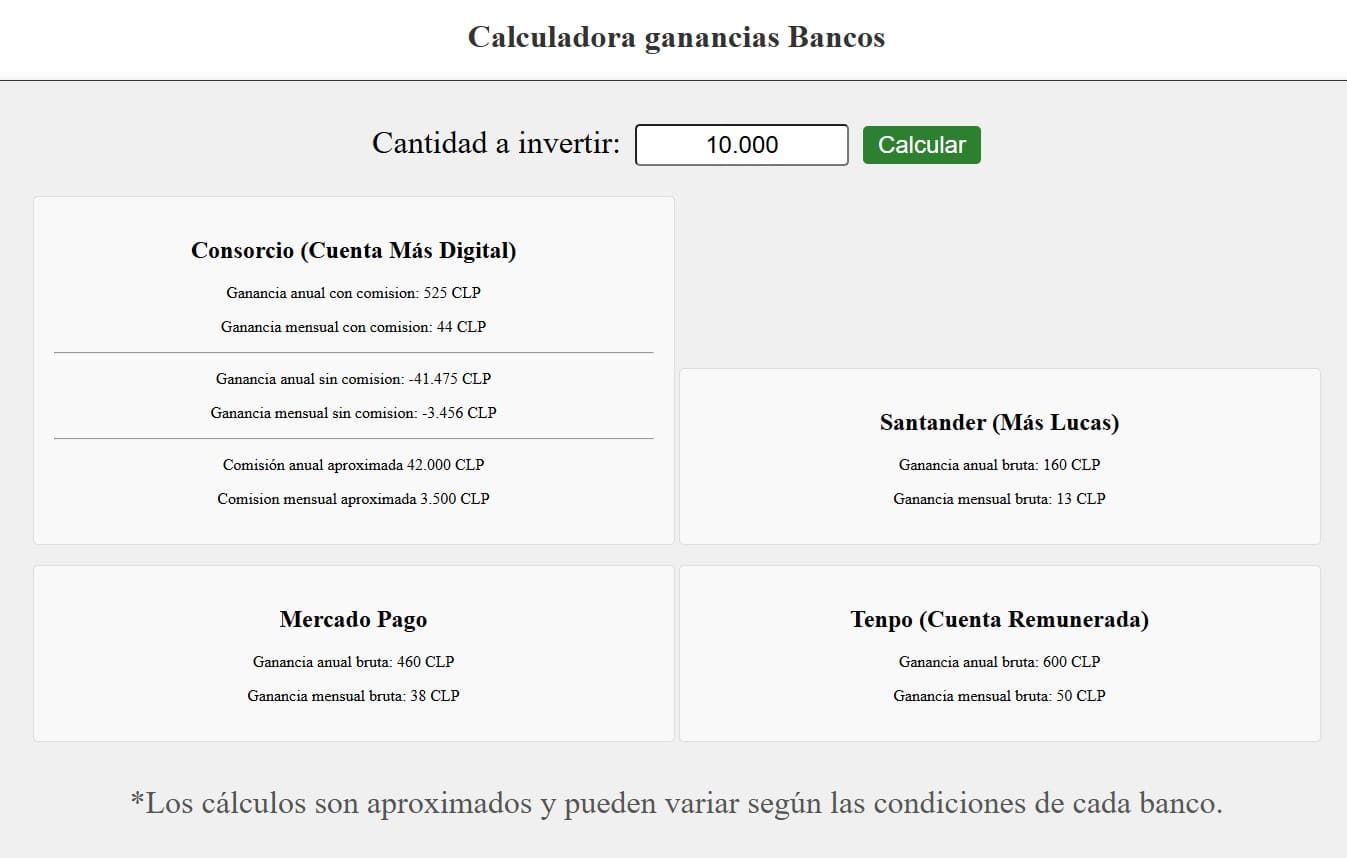 Calculadora ganancias Bancos
Cantidad a invertir: 10.000 Calcular
Consorcio (Cuenta Más Digital)
Ganancia anual con comision: 525 CLP
Ganancia mensual con comision: 44 CLP
Ganancia anual sin comision: -41.475 CLP
Ganancia mensual sin comision: -3.456 CLP
Comisión anual aproximada 42.000 CLP
Comision mensual aproximada 3.500 CLP
Santander (Más Lucas)
Ganancia anual bruta: 160 CLP
Ganancia mensual bruta: 13 CLP
Mercado Pago
Ganancia anual bruta: 460 CLP
Ganancia mensual bruta: 38 CLP
Tenpo (Cuenta Remunerada)
Ganancia anual bruta: 600 CLP
Ganancia mensual bruta: 50 CLP
*Los cálculos son aproximados y pueden variar según las condiciones de cada banco.